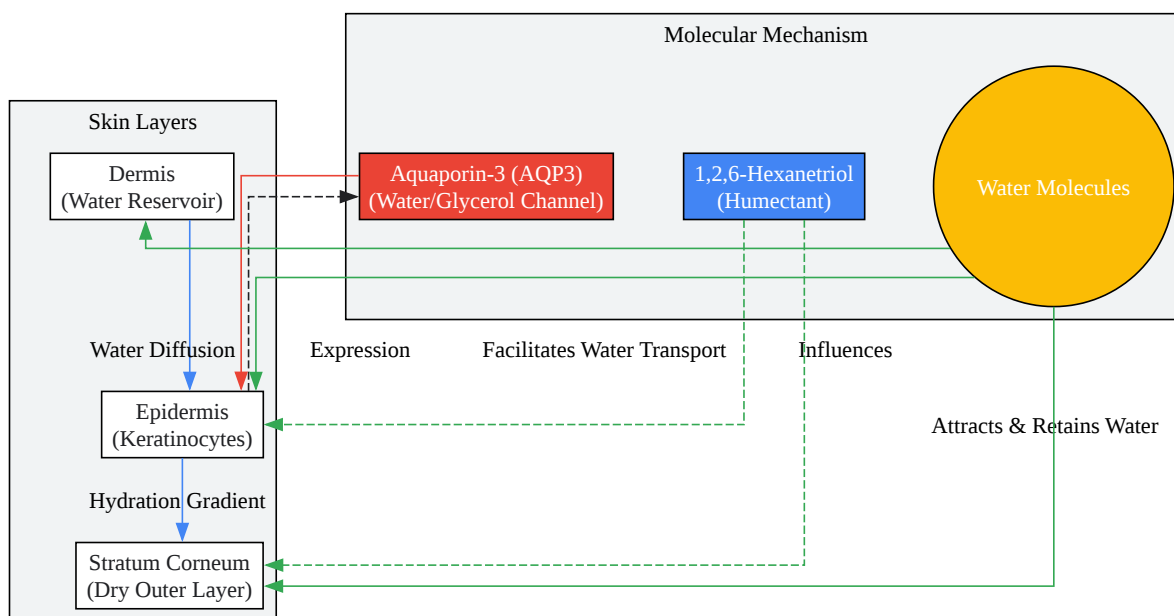 Molecular Mechanism
Skin Layers
Dermis
(Water Reservoir)
Aquaporin-3 (AQP3)
(Water/Glycerol Channel)
1,2,6-Hexanetriol
(Humectant)
Water Molecules
Water Diffusion
Expression
Facilitates Water Transport
Influences
Epidermis
(Keratinocytes)
Attracts & Retains Water
Hydration Gradient
Stratum Corneum
(Dry Outer Layer)